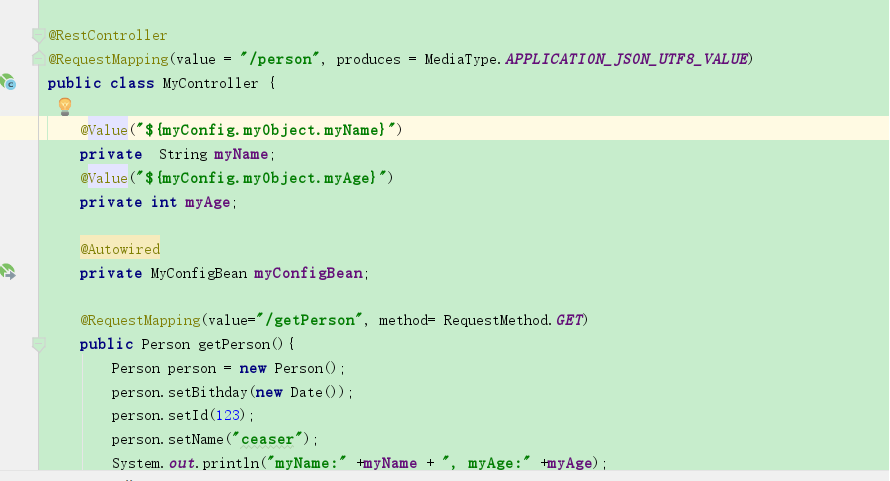 @RestController
@RequestMapping(value = "/person", produces = MediaType.APPLICATION_JSON_UTF8_VALUE)
public class MyController {
@Value("${myConfig.myObject.myName}")
private  String myName;
@Value("${myConfig.myObject.myAge}")
private int myAge;
@Autowired
private MyConfigBean myConfigBean;
@RequestMapping(value="/getPerson", method= RequestMethod.GET)
public Person getPerson(){
Person person = new Person();
person.setBithday(new Date());
person.setId(123);
person.setName("ceaser");
System.out.println("myName:" +myName + ", myAge:" +myAge);